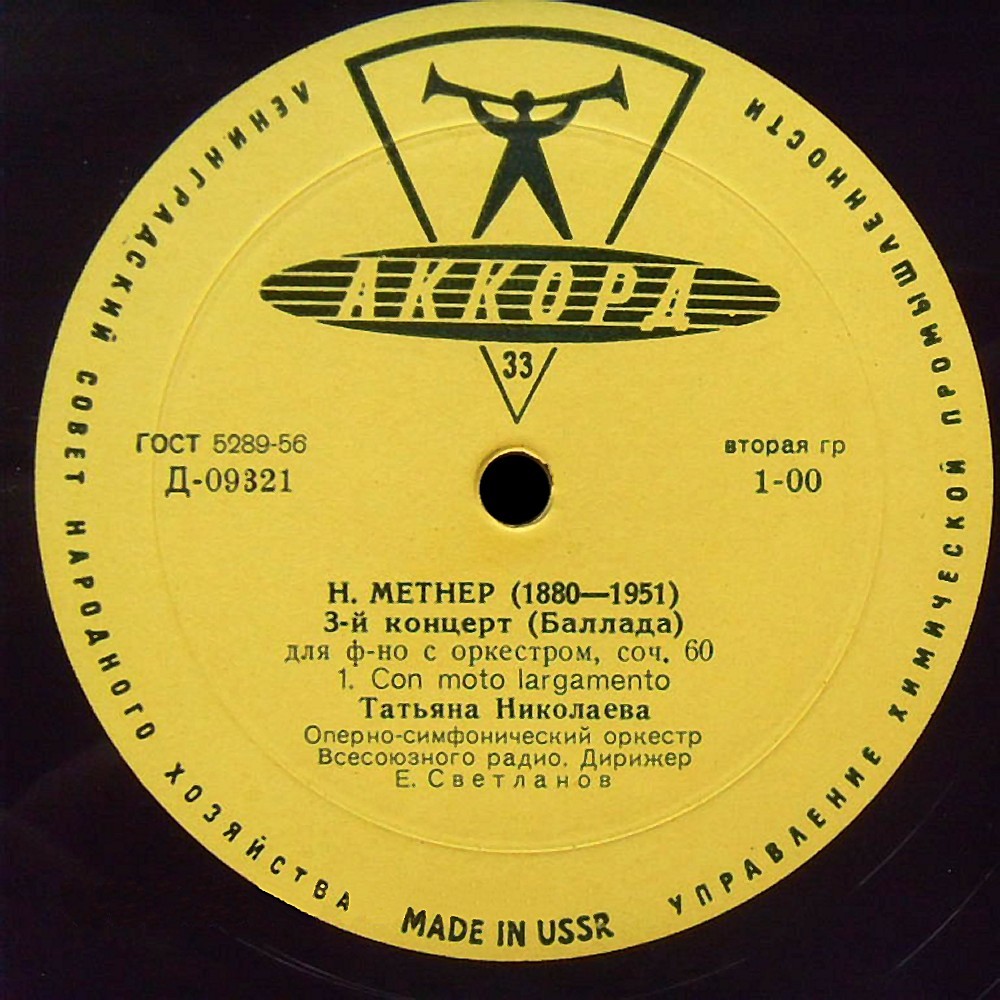 АККОРД
33
ГОСТ 5289-56
Д-09321
вторая гр
1-00
Н. МЕТНЕР (1880—1951)
3-й концерт (Баллада)
для ф-но с оркестром, соч. 60
1. Con moto largamento
Татьяна Николаева
Оперно-симфонический оркестр
Всесоюзного радио. Дирижер
Е. Светланов
ЛЕНИНГРАДСКИЙ СОВЕТ НАРОДНОГО ХОЗЯЙСТВА
УПРАВЛЕНИЕ ХИМИЧЕСКОЙ ПРОМЫШЛЕННОСТИ
MADE IN USSR